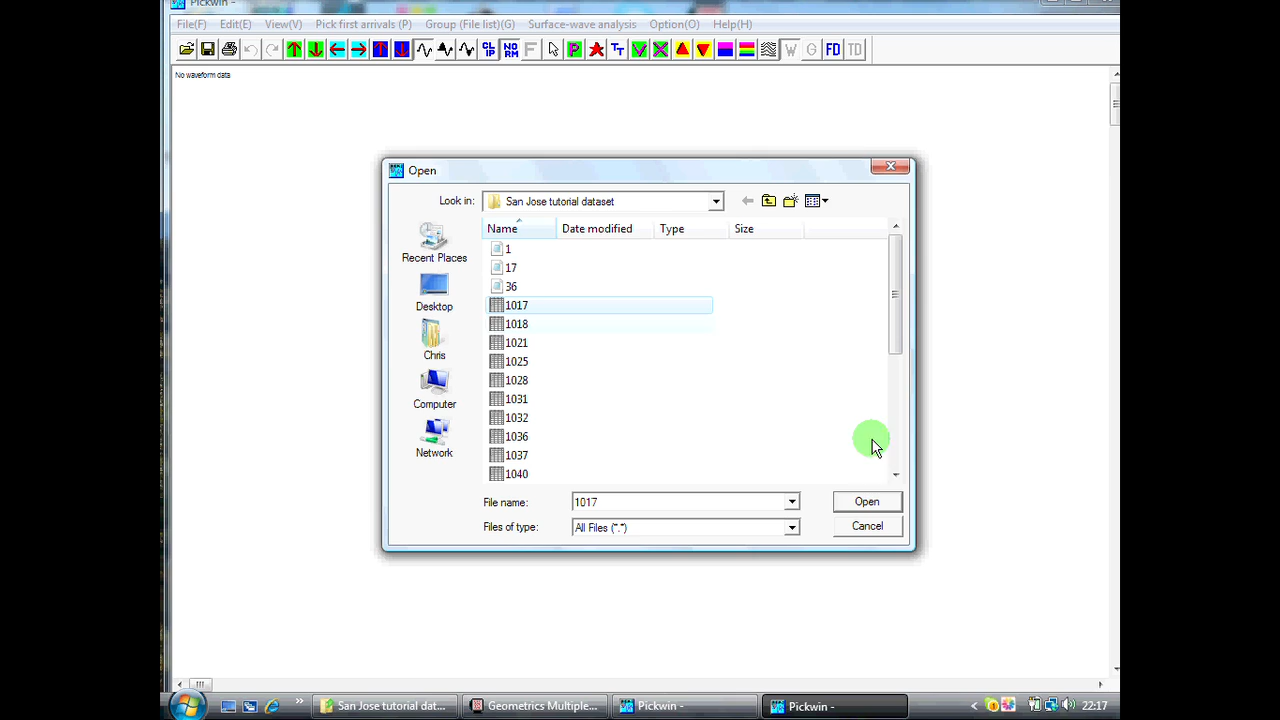 Pickwin -
File(F) Edit(E) View(V) Pick first arrivals (P) Group (File list)(G) Surface-wave analysis Option(O) Help(H)
CLIP NORM F P TT W G FD TD
No waveform data
Open
Look in: San Jose tutorial dataset
Name Date modified Type Size
1
17
36
1017
1018
1021
1025
1028
1031
1032
1036
1037
1040
Recent Places
Desktop
Chris
Computer
Network
File name: 1017 Open
Files of type: All Files (*.*) Cancel
San Jose tutorial dat... Geometrics Multiple... Pickwin - Pickwin - 22:17